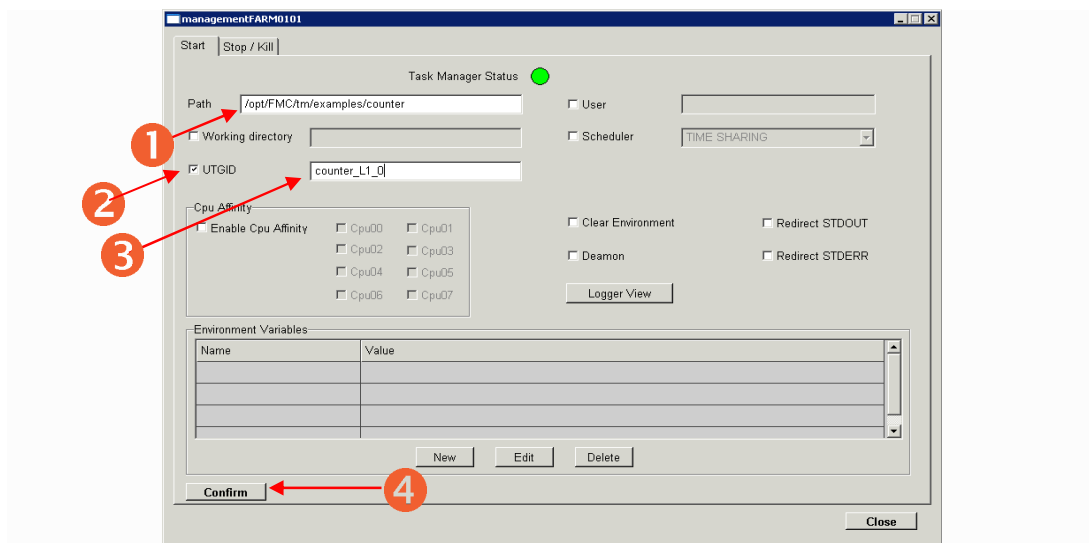 managementFARM0101
Start Stop / Kill
Task Manager Status
Path /opt/FMC/tm/examples/counter User
1
Working directory Scheduler TIME SHARING
UTGID counter_L1_0
2
Cpu Affinity
3
Enable Cpu Affinity Cpu00 Cpu01 Clear Environment Redirect STDOUT
Cpu02 Cpu03 Deamon Redirect STDERR
Cpu04 Cpu05
Cpu06 Cpu07 Logger View
Environment Variables
Name Value
New Edit Delete
Confirm 4
Close